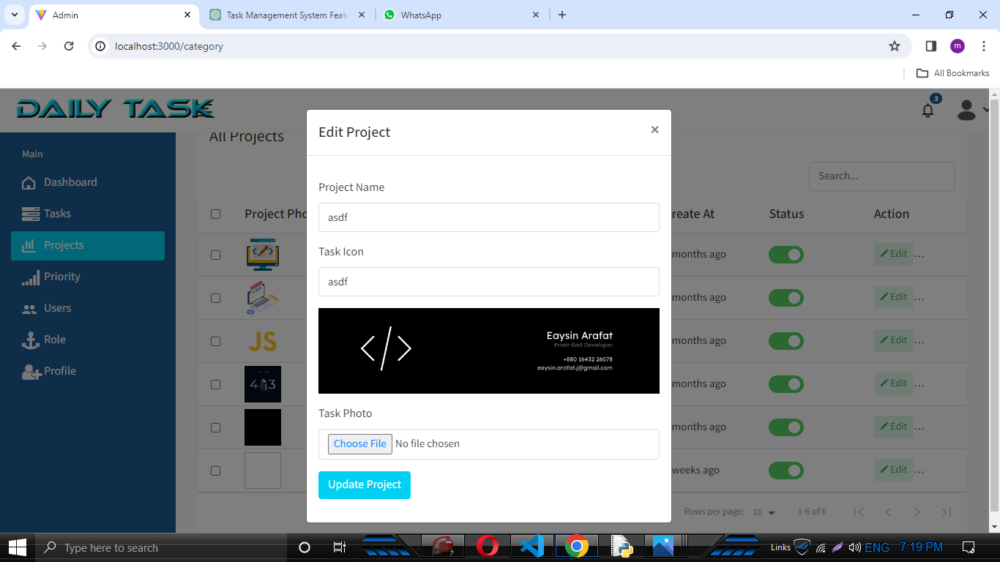 Admin
Task Management System Featu
WhatsApp
localhost:3000/category
All Bookmarks
DAILY TASK
3
Main
Dashboard
Tasks
Projects
Priority
Users
Role
Profile
All Projects
Search...
Project Pho
reate At
Status
Action
months ago
Edit ...
months ago
Edit ...
JS
months ago
Edit ...
months ago
Edit ...
months ago
Edit ...
weeks ago
Edit ...
Rows per page: 10
1-6 of 6
Edit Project
×
Project Name
asdf
Task Icon
asdf
</>
Eaysin Arafat
Front-End Developer
+880 16432 26078
eaysin.arafat.j@gmail.com
Task Photo
Choose File No file chosen
Update Project
Type here to search
Links
ENG
7:19 PM